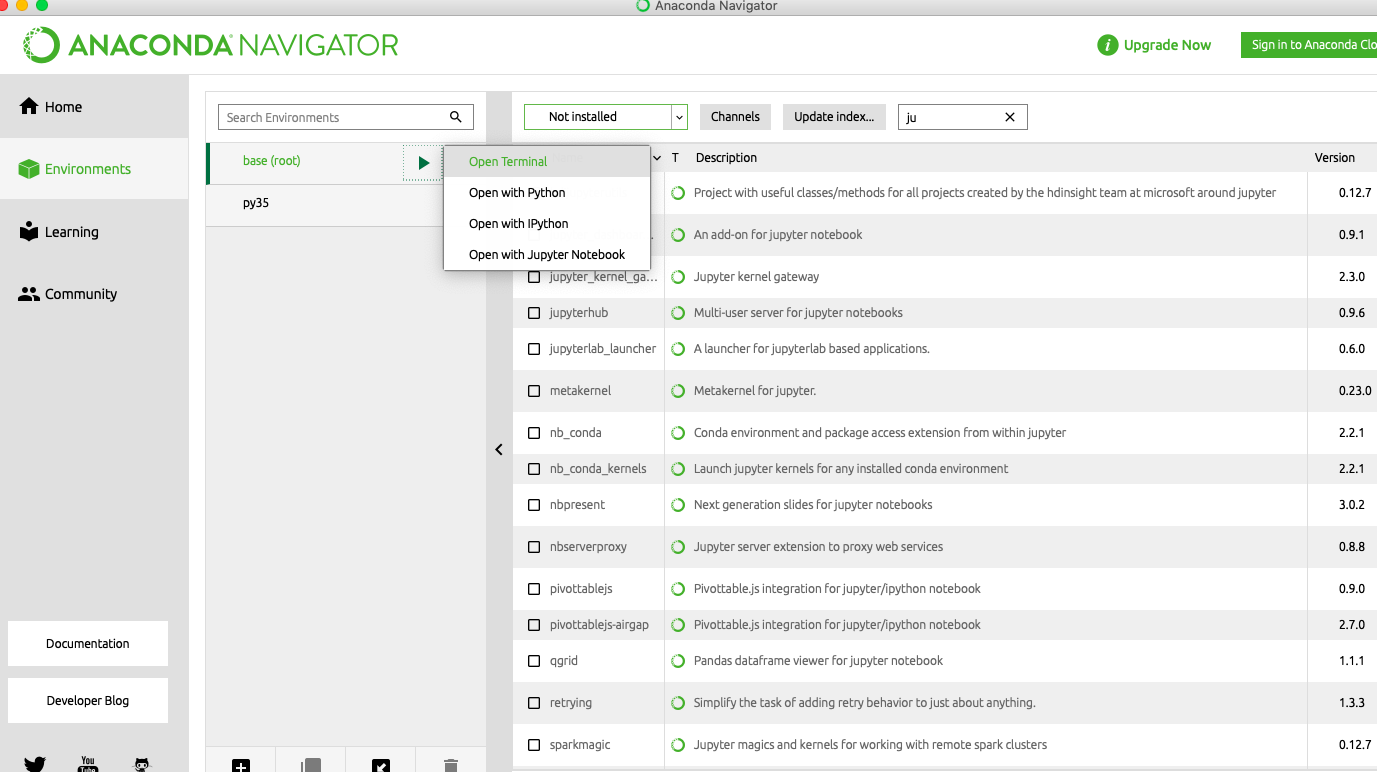 Anaconda Navigator
ANACONDA NAVIGATOR
i Upgrade Now
Sign in to Anaconda Clo
Home
Environments
Learning
Community
Documentation
Developer Blog
You
Tube
Search Environments
base (root)
py35
Open Terminal
Open with Python
Open with IPython
Open with Jupyter Notebook
Not installed
Channels
Update index...
ju
T Description Version
Project with useful classes/methods for all projects created by the hdinsight team at microsoft around jupyter 0.12.7
An add-on for jupyter notebook 0.9.1
jupyter_kernel_ga... Jupyter kernel gateway 2.3.0
jupyterhub Multi-user server for jupyter notebooks 0.9.6
jupyterlab_launcher A launcher for jupyterlab based applications. 0.6.0
metakernel Metakernel for jupyter. 0.23.0
nb_conda Conda environment and package access extension from within jupyter 2.2.1
nb_conda_kernels Launch jupyter kernels for any installed conda environment 2.2.1
nbpresent Next generation slides for jupyter notebooks 3.0.2
nbserverproxy Jupyter server extension to proxy web services 0.8.8
pivottablejs Pivottable.js integration for jupyter/ipython notebook 0.9.0
pivottablejs-airgap Pivottable.js integration for jupyter/ipython notebook 2.7.0
qgrid Pandas dataframe viewer for jupyter notebook 1.1.1
retrying Simplify the task of adding retry behavior to just about anything. 1.3.3
sparkmagic Jupyter magics and kernels for working with remote spark clusters 0.12.7